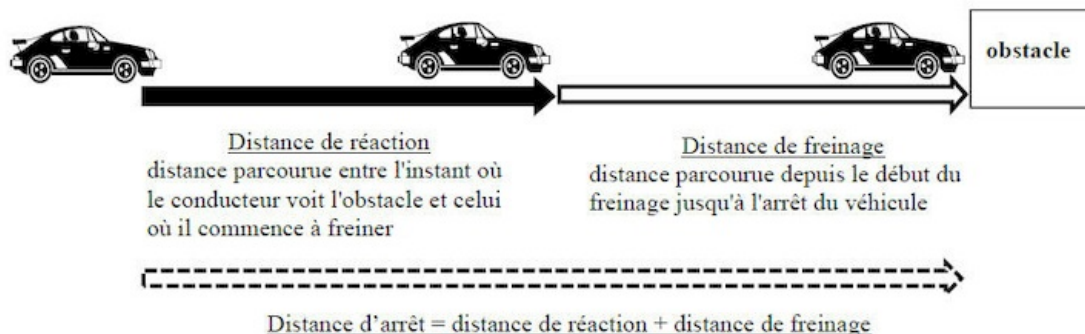 obstacle
Distance de réaction
distance parcourue entre l'instant où
le conducteur voit l'obstacle et celui
où il commence à freiner
Distance de freinage
distance parcourue depuis le début du
freinage jusqu'à l'arrêt du véhicule
Distance d'arrêt = distance de réaction + distance de freinage